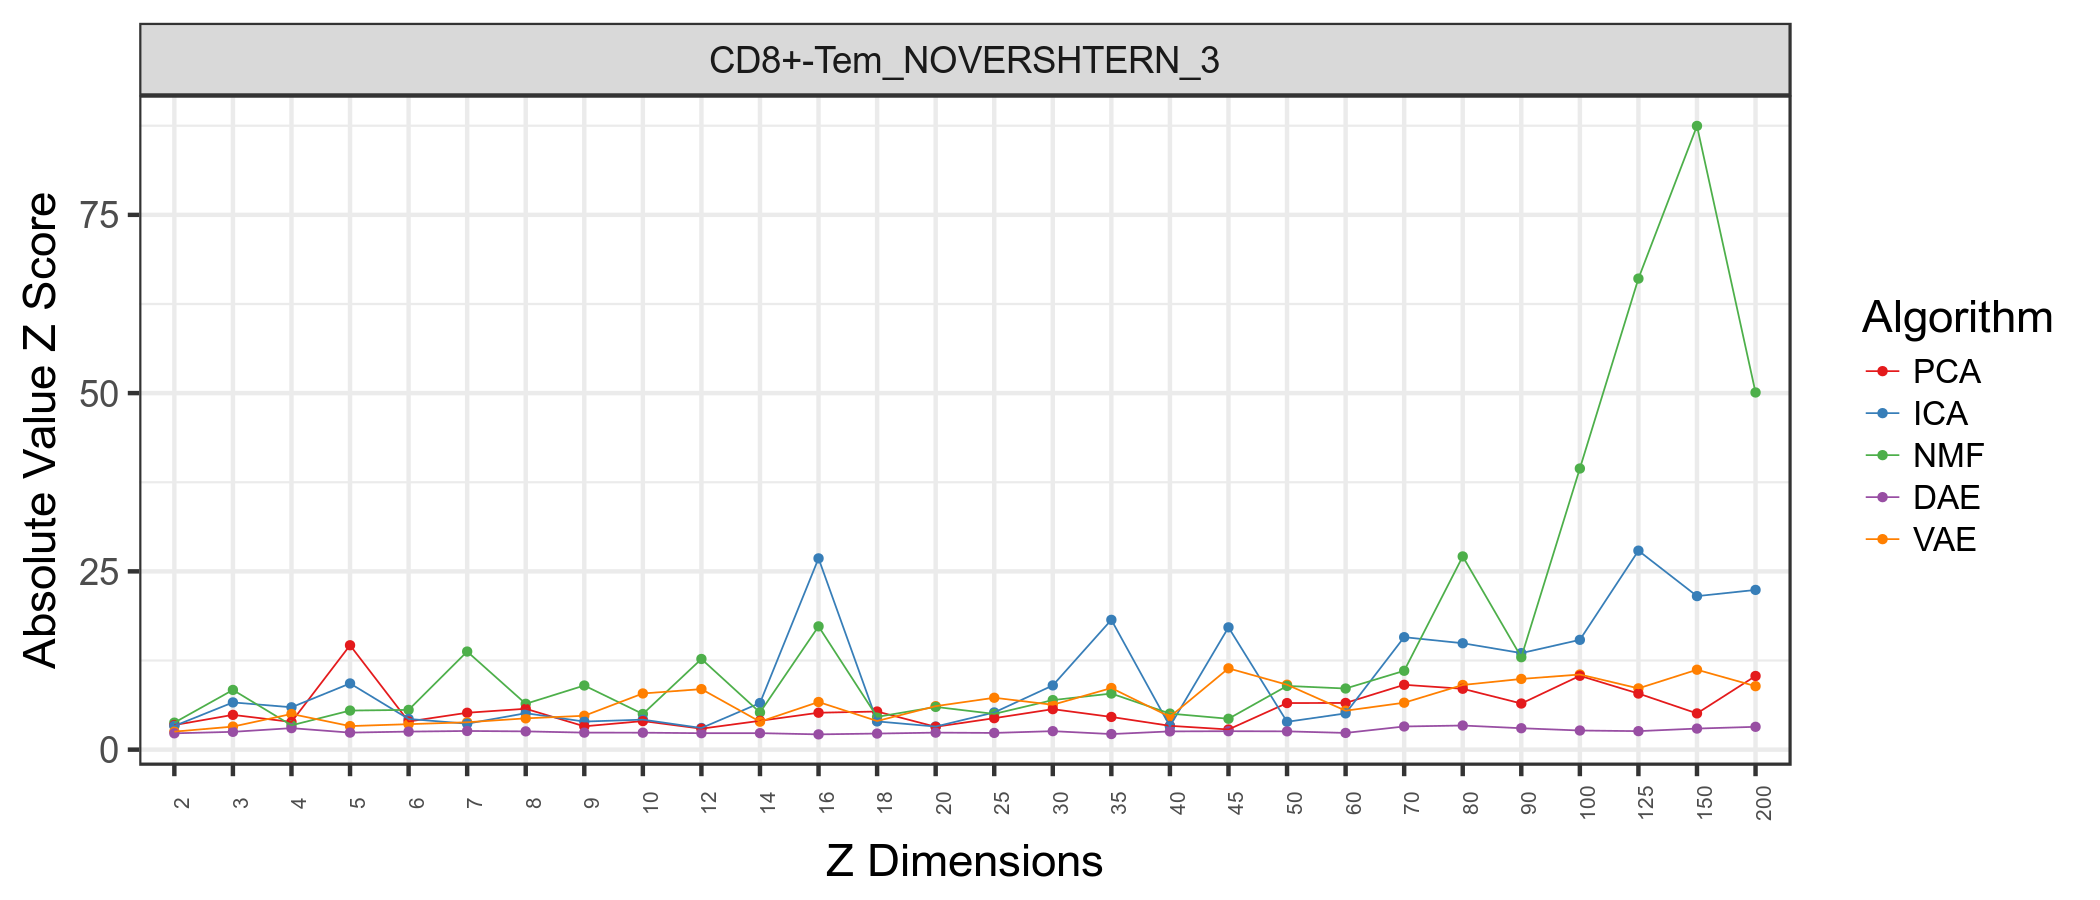 CD8+-Tem_NOVERSHTERN_3
Absolute Value Z Score
75
50
25
0
2 3 4 5 6 7 8 9 10 12 14 16 18 20 25 30 35 40 45 50 60 70 80 90 100 125 150 200
Z Dimensions
Algorithm
PCA
ICA
NMF
DAE
VAE